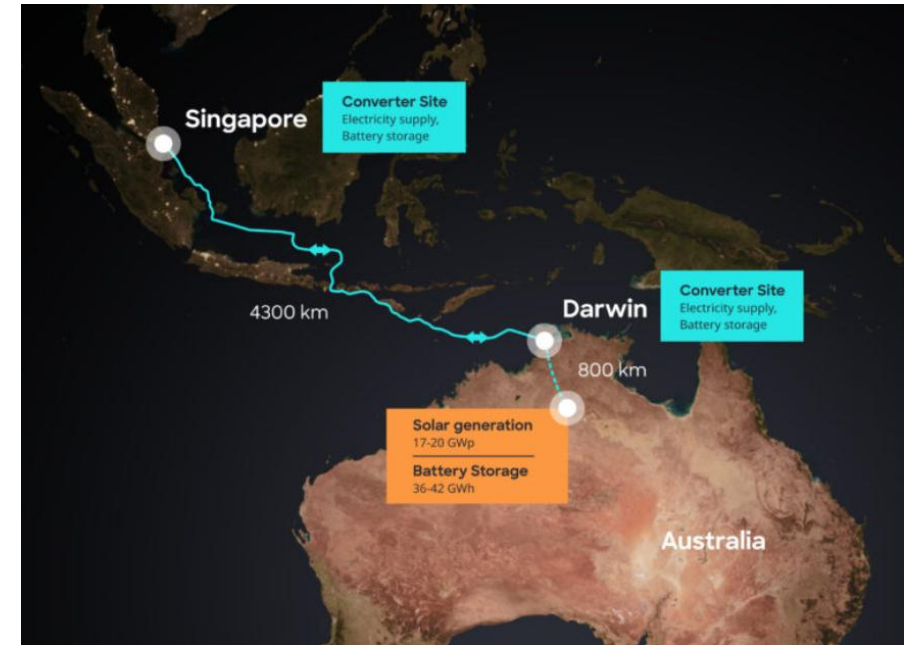 Singapore
Converter Site
Electricity supply,
Battery storage
4300 km
Darwin
Converter Site
Electricity supply,
Battery storage
800 km
Solar generation
17-20 GWp
Battery Storage
36-42 GWh
Australia